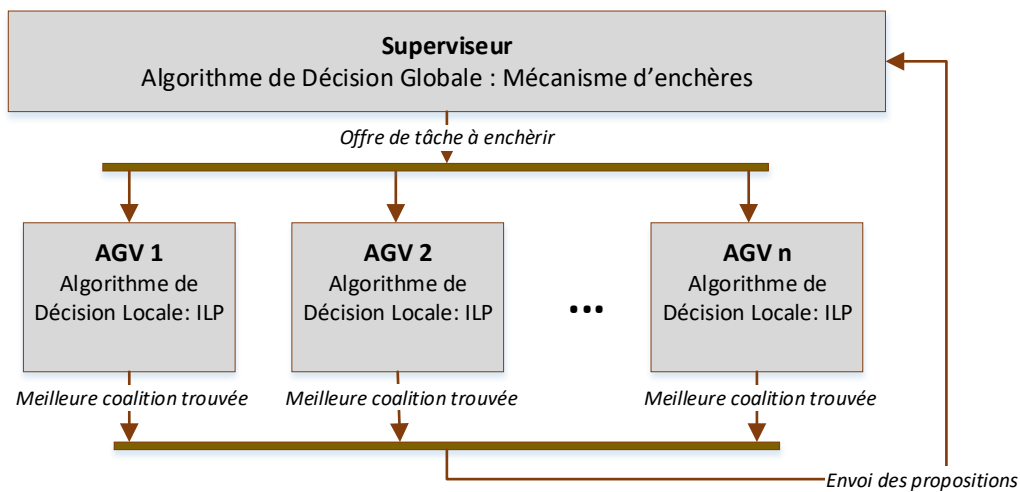 Superviseur
Algorithme de Décision Globale : Mécanisme d'enchères
Offre de tâche à enchèrir
AGV 1
Algorithme de
Décision Locale: ILP
AGV 2
Algorithme de
Décision Locale: ILP
...
AGV n
Algorithme de
Décision Locale: ILP
Meilleure coalition trouvée
Meilleure coalition trouvée
Meilleure coalition trouvée
Envoi des propositions